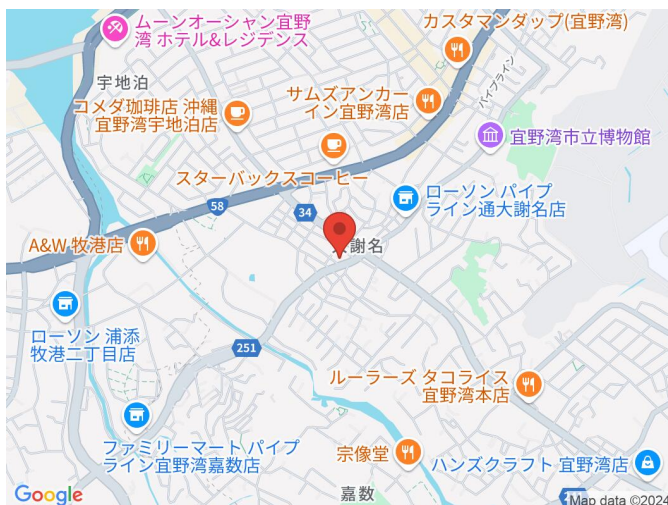 ムーンオーシャン宜野
湾 ホテル&レジデンス
カスタマンダップ(宜野湾)
宇地泊
コメダ珈琲店 沖縄
宜野湾宇地泊店
サムズアンカー
イン宜野湾店
パイプライン
宜野湾市立博物館
スターバックスコーヒー
ローソン パイプ
ライン通大謝名店
58
34
A&W 牧港店
謝名
ローソン 浦添
牧港二丁目店
251
ルーラーズ タコライス
宜野湾本店
ファミリーマート パイプ
ライン宜野湾嘉数店
宗像堂
ハンズクラフト 宜野湾店
嘉数
Google
Map data ©2024